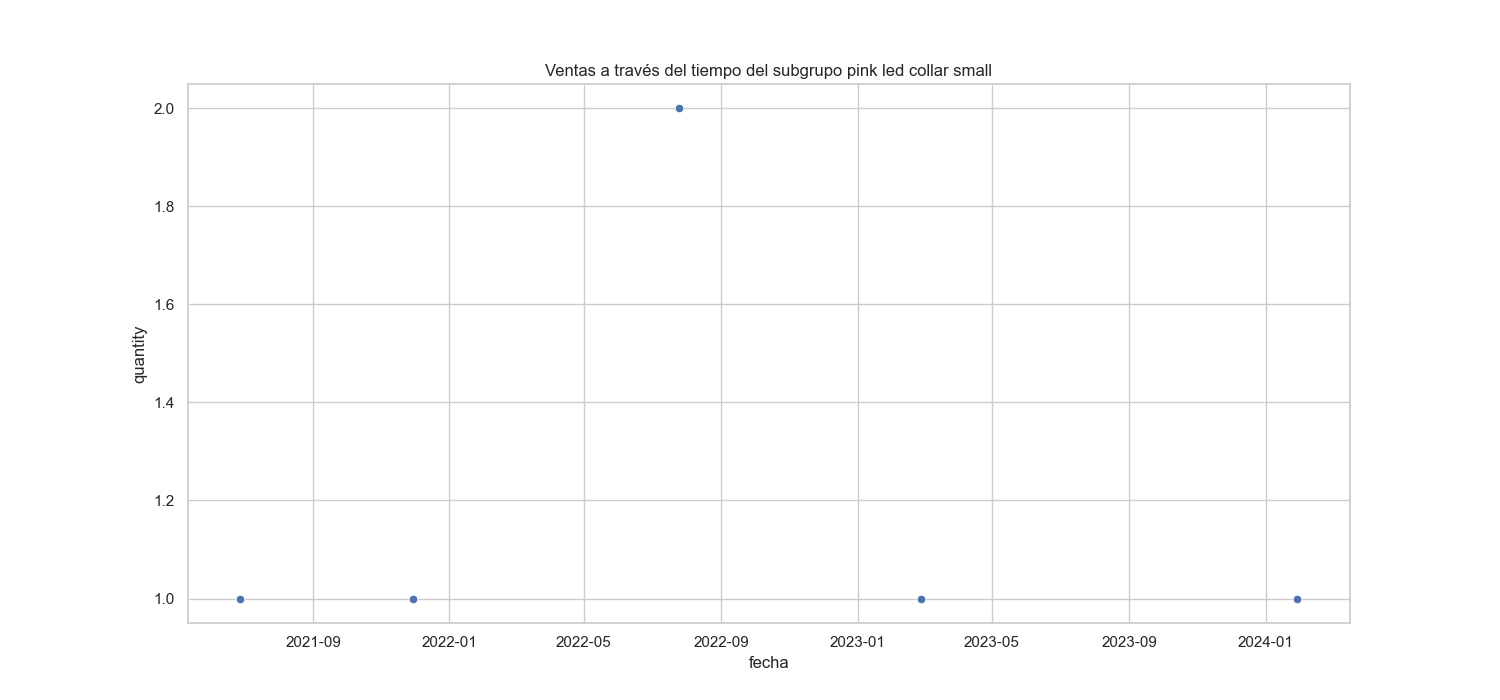 Ventas a través del tiempo del subgrupo pink led collar small
2.0
1.8
1.6
1.4
1.2
1.0
quantity
2021-09 2022-01 2022-05 2022-09 2023-01 2023-05 2023-09 2024-01
fecha